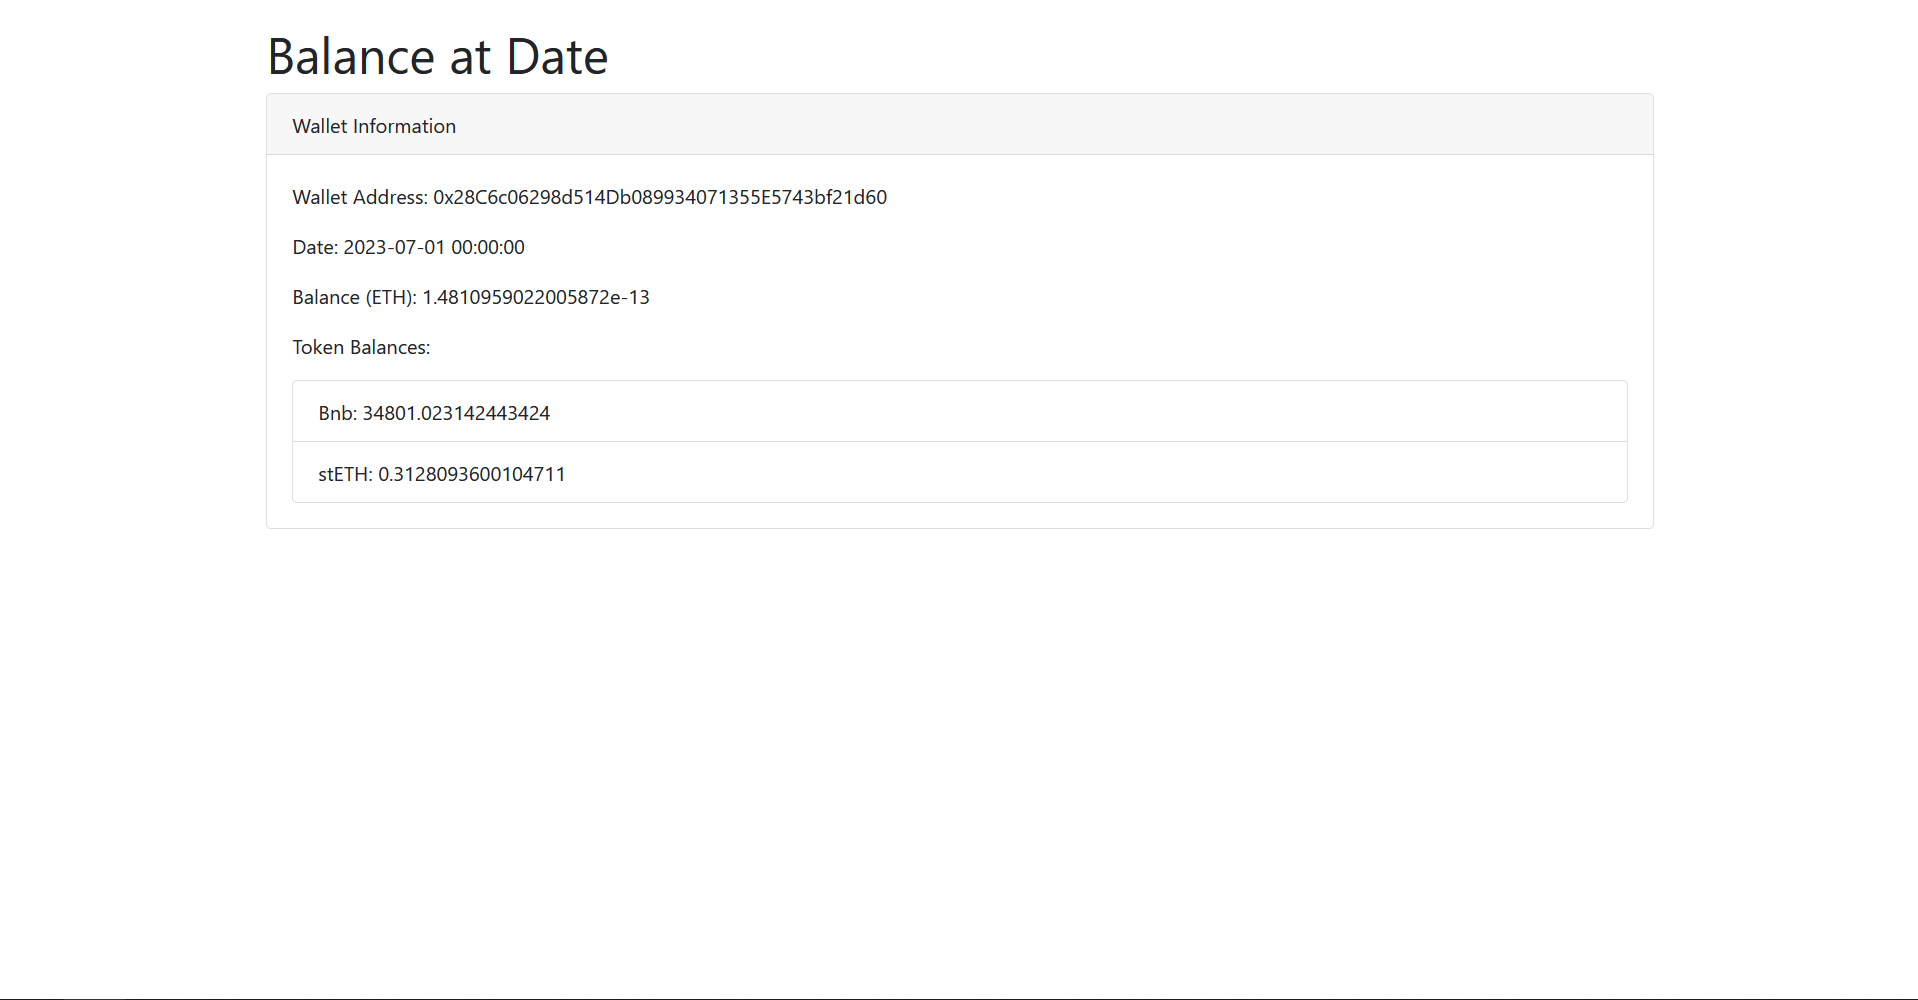 Balance at Date
Wallet Information
Wallet Address: 0x28C6c06298d514Db089934071355E5743bf21d60
Date: 2023-07-01 00:00:00
Balance (ETH): 1.4810959022005872e-13
Token Balances:
Bnb: 34801.023142443424
stETH: 0.3128093600104711